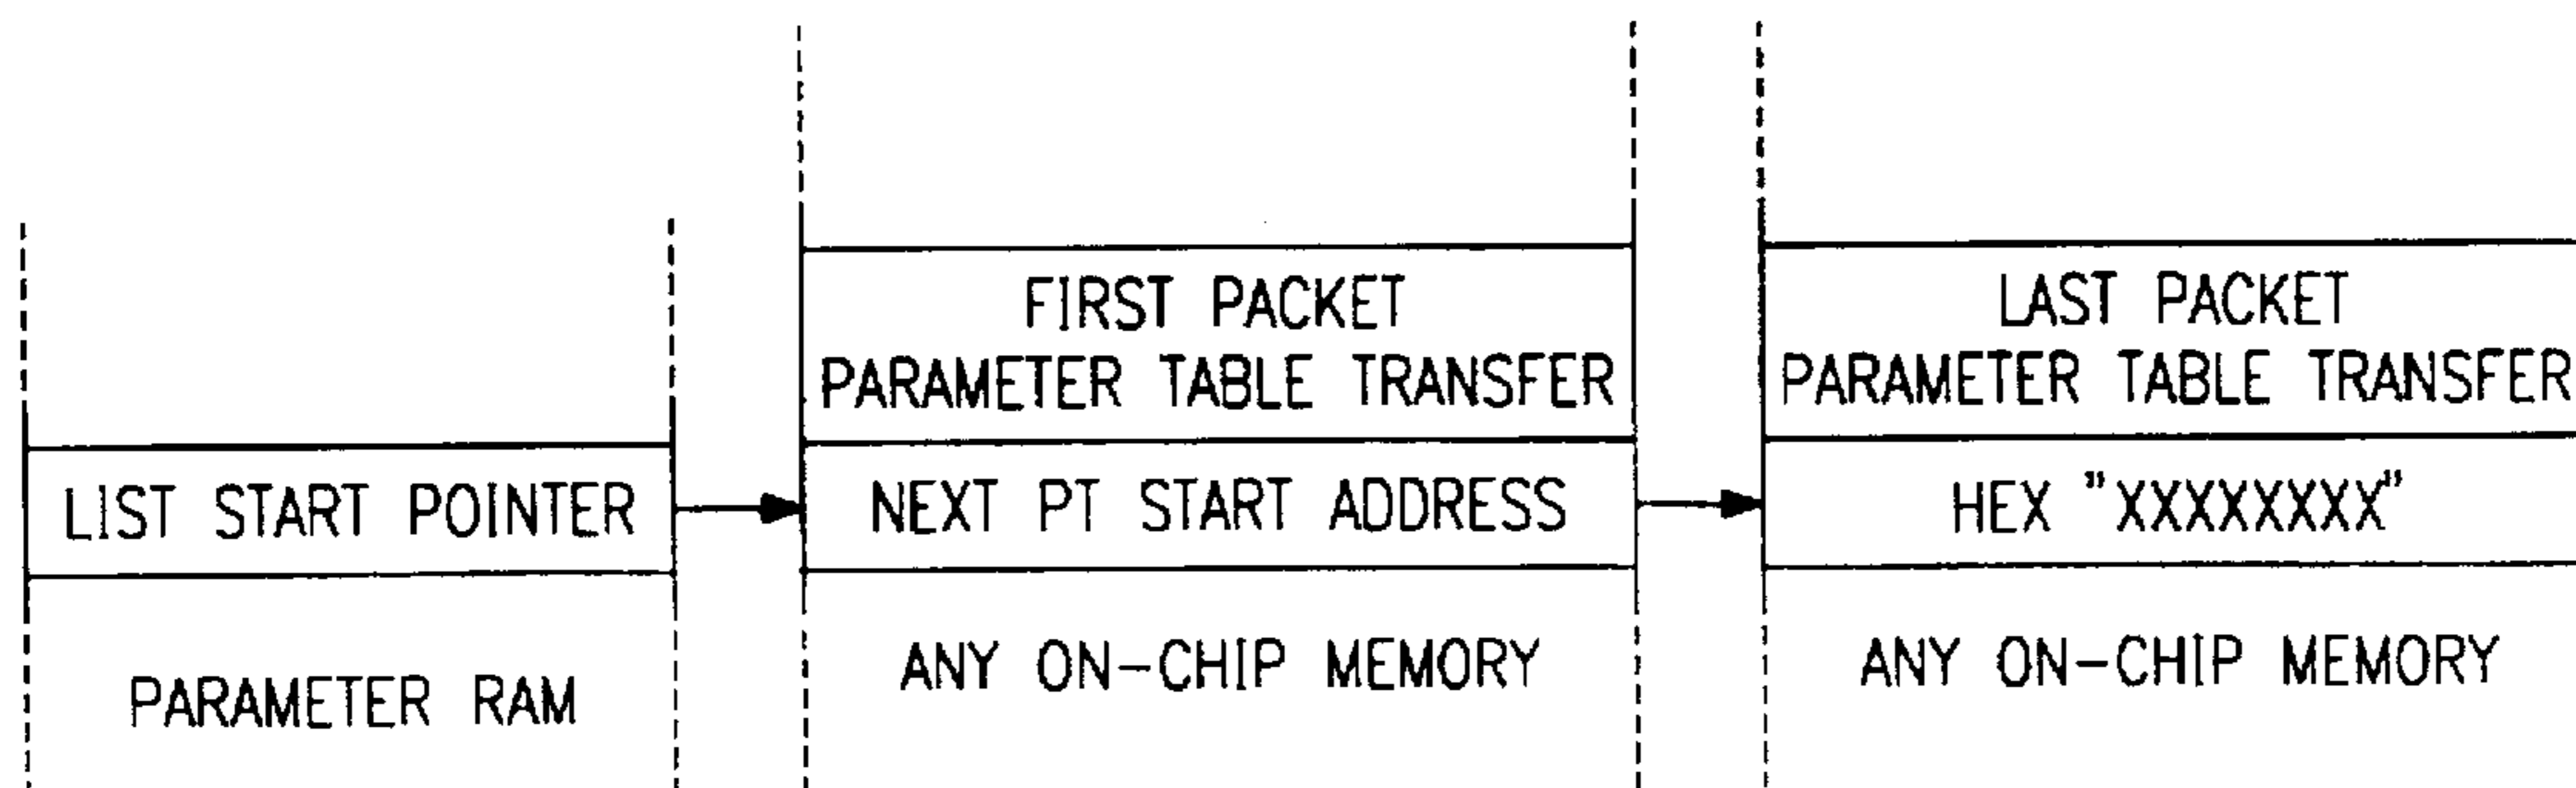 LIST START POINTER
PARAMETER RAM
FIRST PACKET
PARAMETER TABLE TRANSFER
NEXT PT START ADDRESS
ANY ON-CHIP MEMORY
LAST PACKET
PARAMETER TABLE TRANSFER
HEX "XXXXXXXX"
ANY ON-CHIP MEMORY